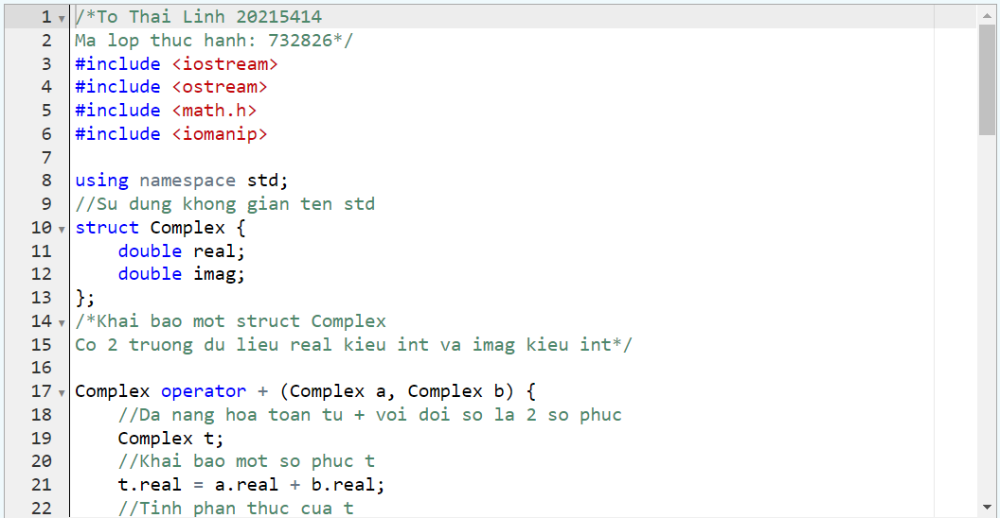 1 /*To Thai Linh 20215414
2 Ma lop thuc hanh: 732826*/
3 #include <iostream>
4 #include <ostream>
5 #include <math.h>
6 #include <iomanip>
7
8 using namespace std;
9 //Su dung khong gian ten std
10 struct Complex {
11     double real;
12     double imag;
13 };
14 /*Khai bao mot struct Complex
15 Co 2 truong du lieu real kieu int va imag kieu int*/
16
17 Complex operator + (Complex a, Complex b) {
18     //Da nang hoa toan tu + voi doi so la 2 so phuc
19     Complex t;
20     //Khai bao mot so phuc t
21     t.real = a.real + b.real;
22     //Tinh phan thuc cua t